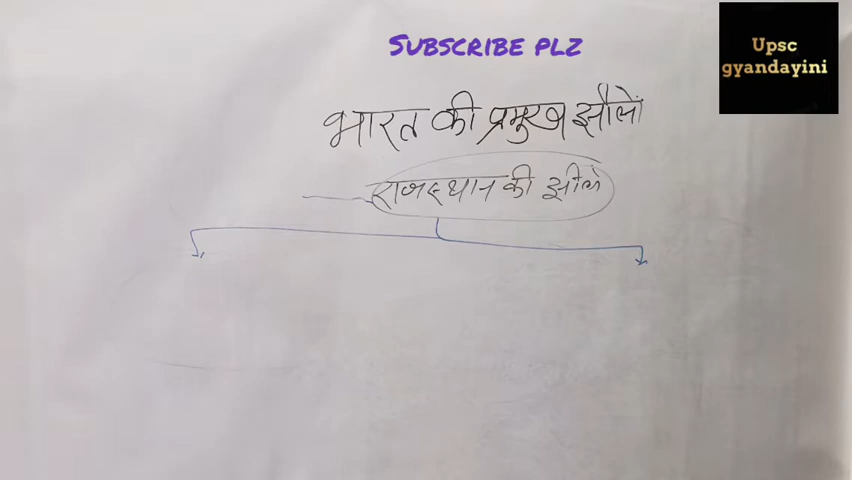 SUBSCRIBE PLZ
Upsc
gyandayini
भारत की प्रमुख झीलें
राजस्थान की झीले